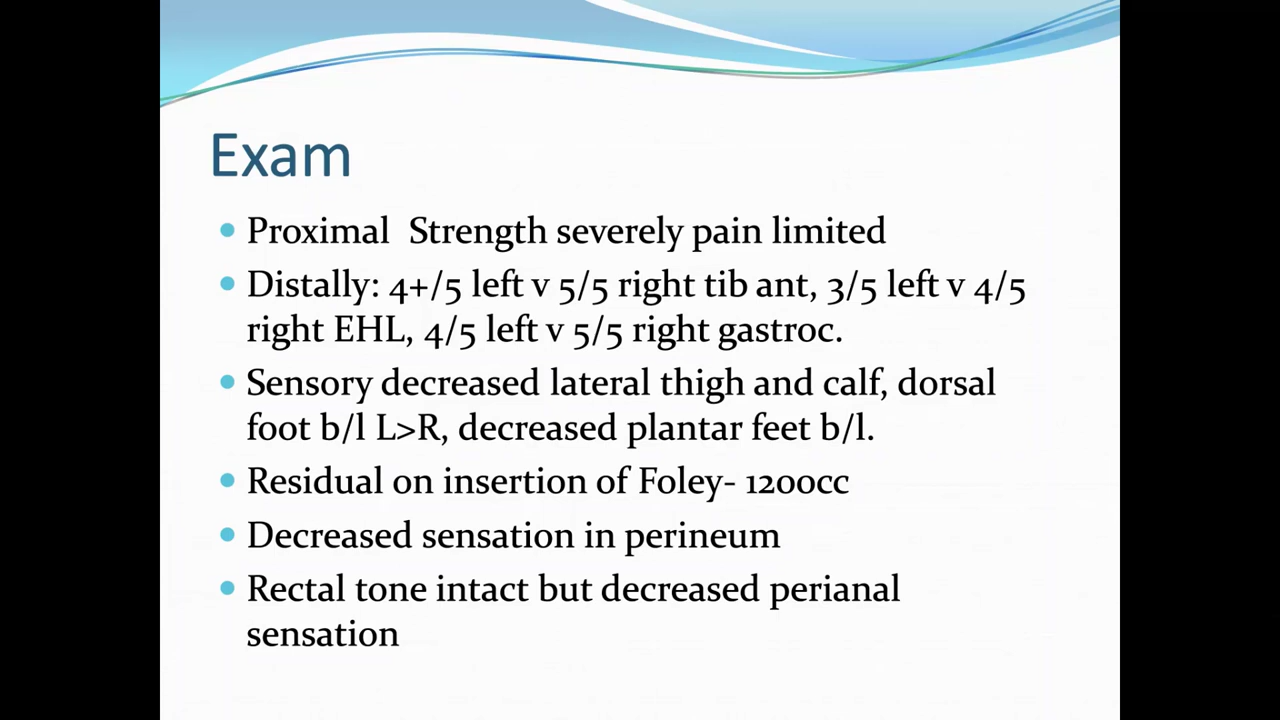 Exam
Proximal  Strength severely pain limited
Distally: 4+/5 left v 5/5 right tib ant, 3/5 left v 4/5
right EHL, 4/5 left v 5/5 right gastroc.
Sensory decreased lateral thigh and calf, dorsal
foot b/l L>R, decreased plantar feet b/l.
Residual on insertion of Foley- 1200cc
Decreased sensation in perineum
Rectal tone intact but decreased perianal
sensation